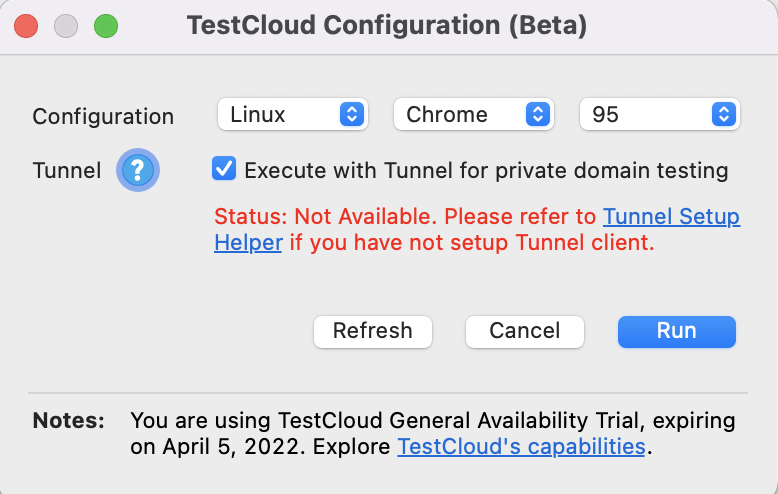 TestCloud Configuration (Beta)
Configuration Linux Chrome 95
Tunnel ? Execute with Tunnel for private domain testing
Status: Not Available. Please refer to Tunnel Setup
Helper if you have not setup Tunnel client.
Refresh Cancel Run
Notes: You are using TestCloud General Availability Trial, expiring
on April 5, 2022. Explore TestCloud's capabilities.